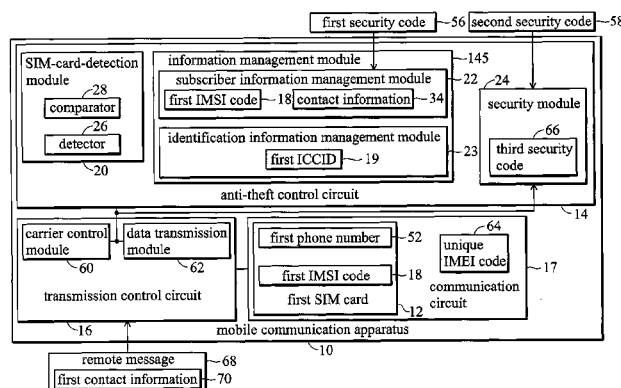 first security code 56 second security code 58
SIM-card-detection module
28
comparator
26
detector
20
information management module 145
subscriber information management module 22
first IMSI code 18 contact information 34
identification information management module 23
first ICCID 19
24
security module
66
third security code
anti-theft control circuit 14
carrier control module
60
data transmission module
62
transmission control circuit
16
first phone number 52
first IMSI code 18
first SIM card 12
64
unique IMEI code
communication circuit
17
mobile communication apparatus
10
remote message 68
first contact information 70